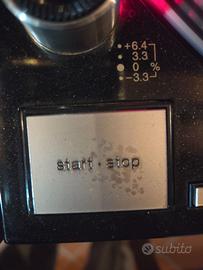 +6.4
3.3
0 %
-3.3
start · stop
subito